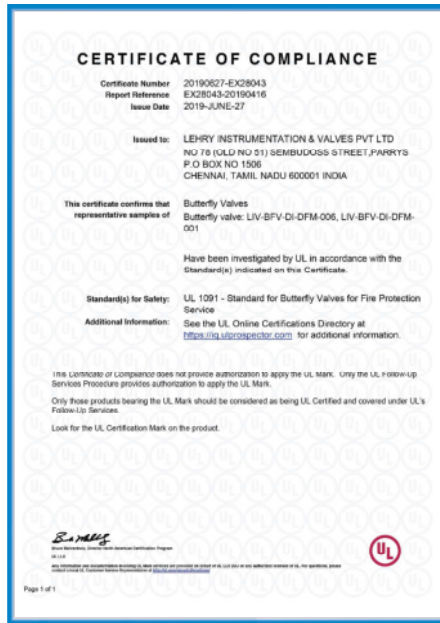 CERTIFICATE OF COMPLIANCE
Certificate Number 20190627-EX28043
Report Reference EX28043-20190416
Issue Date 2019-JUNE-27
Issued to: LEHRY INSTRUMENTATION & VALVES PVT LTD
NO 78 (OLD NO 51) SEMBUDOSS STREET,PARRYS
P.O BOX NO 1506
CHENNAI, TAMIL NADU 600001 INDIA
This certificate confirms that Butterfly Valves
representative samples of Butterfly valve: LIV-BFV-DI-DFM-006, LIV-BFV-DI-DFM-
001
Have been investigated by UL in accordance with the
Standard(s) indicated on this Certificate.
Standard(s) for Safety: UL 1091 - Standard for Butterfly Valves for Fire Protection
Service
Additional Information: See the UL Online Certifications Directory at
https://iq.ulprospector.com for additional information.
This Certificate of Compliance does not provide authorization to apply the UL Mark. Only the UL Follow-Up
Services Procedure provides authorization to apply the UL Mark.
Only those products bearing the UL Mark should be considered as being UL Certified and covered under UL's
Follow-Up Services.
Look for the UL Certification Mark on the product.
UL
Page 1 of 1